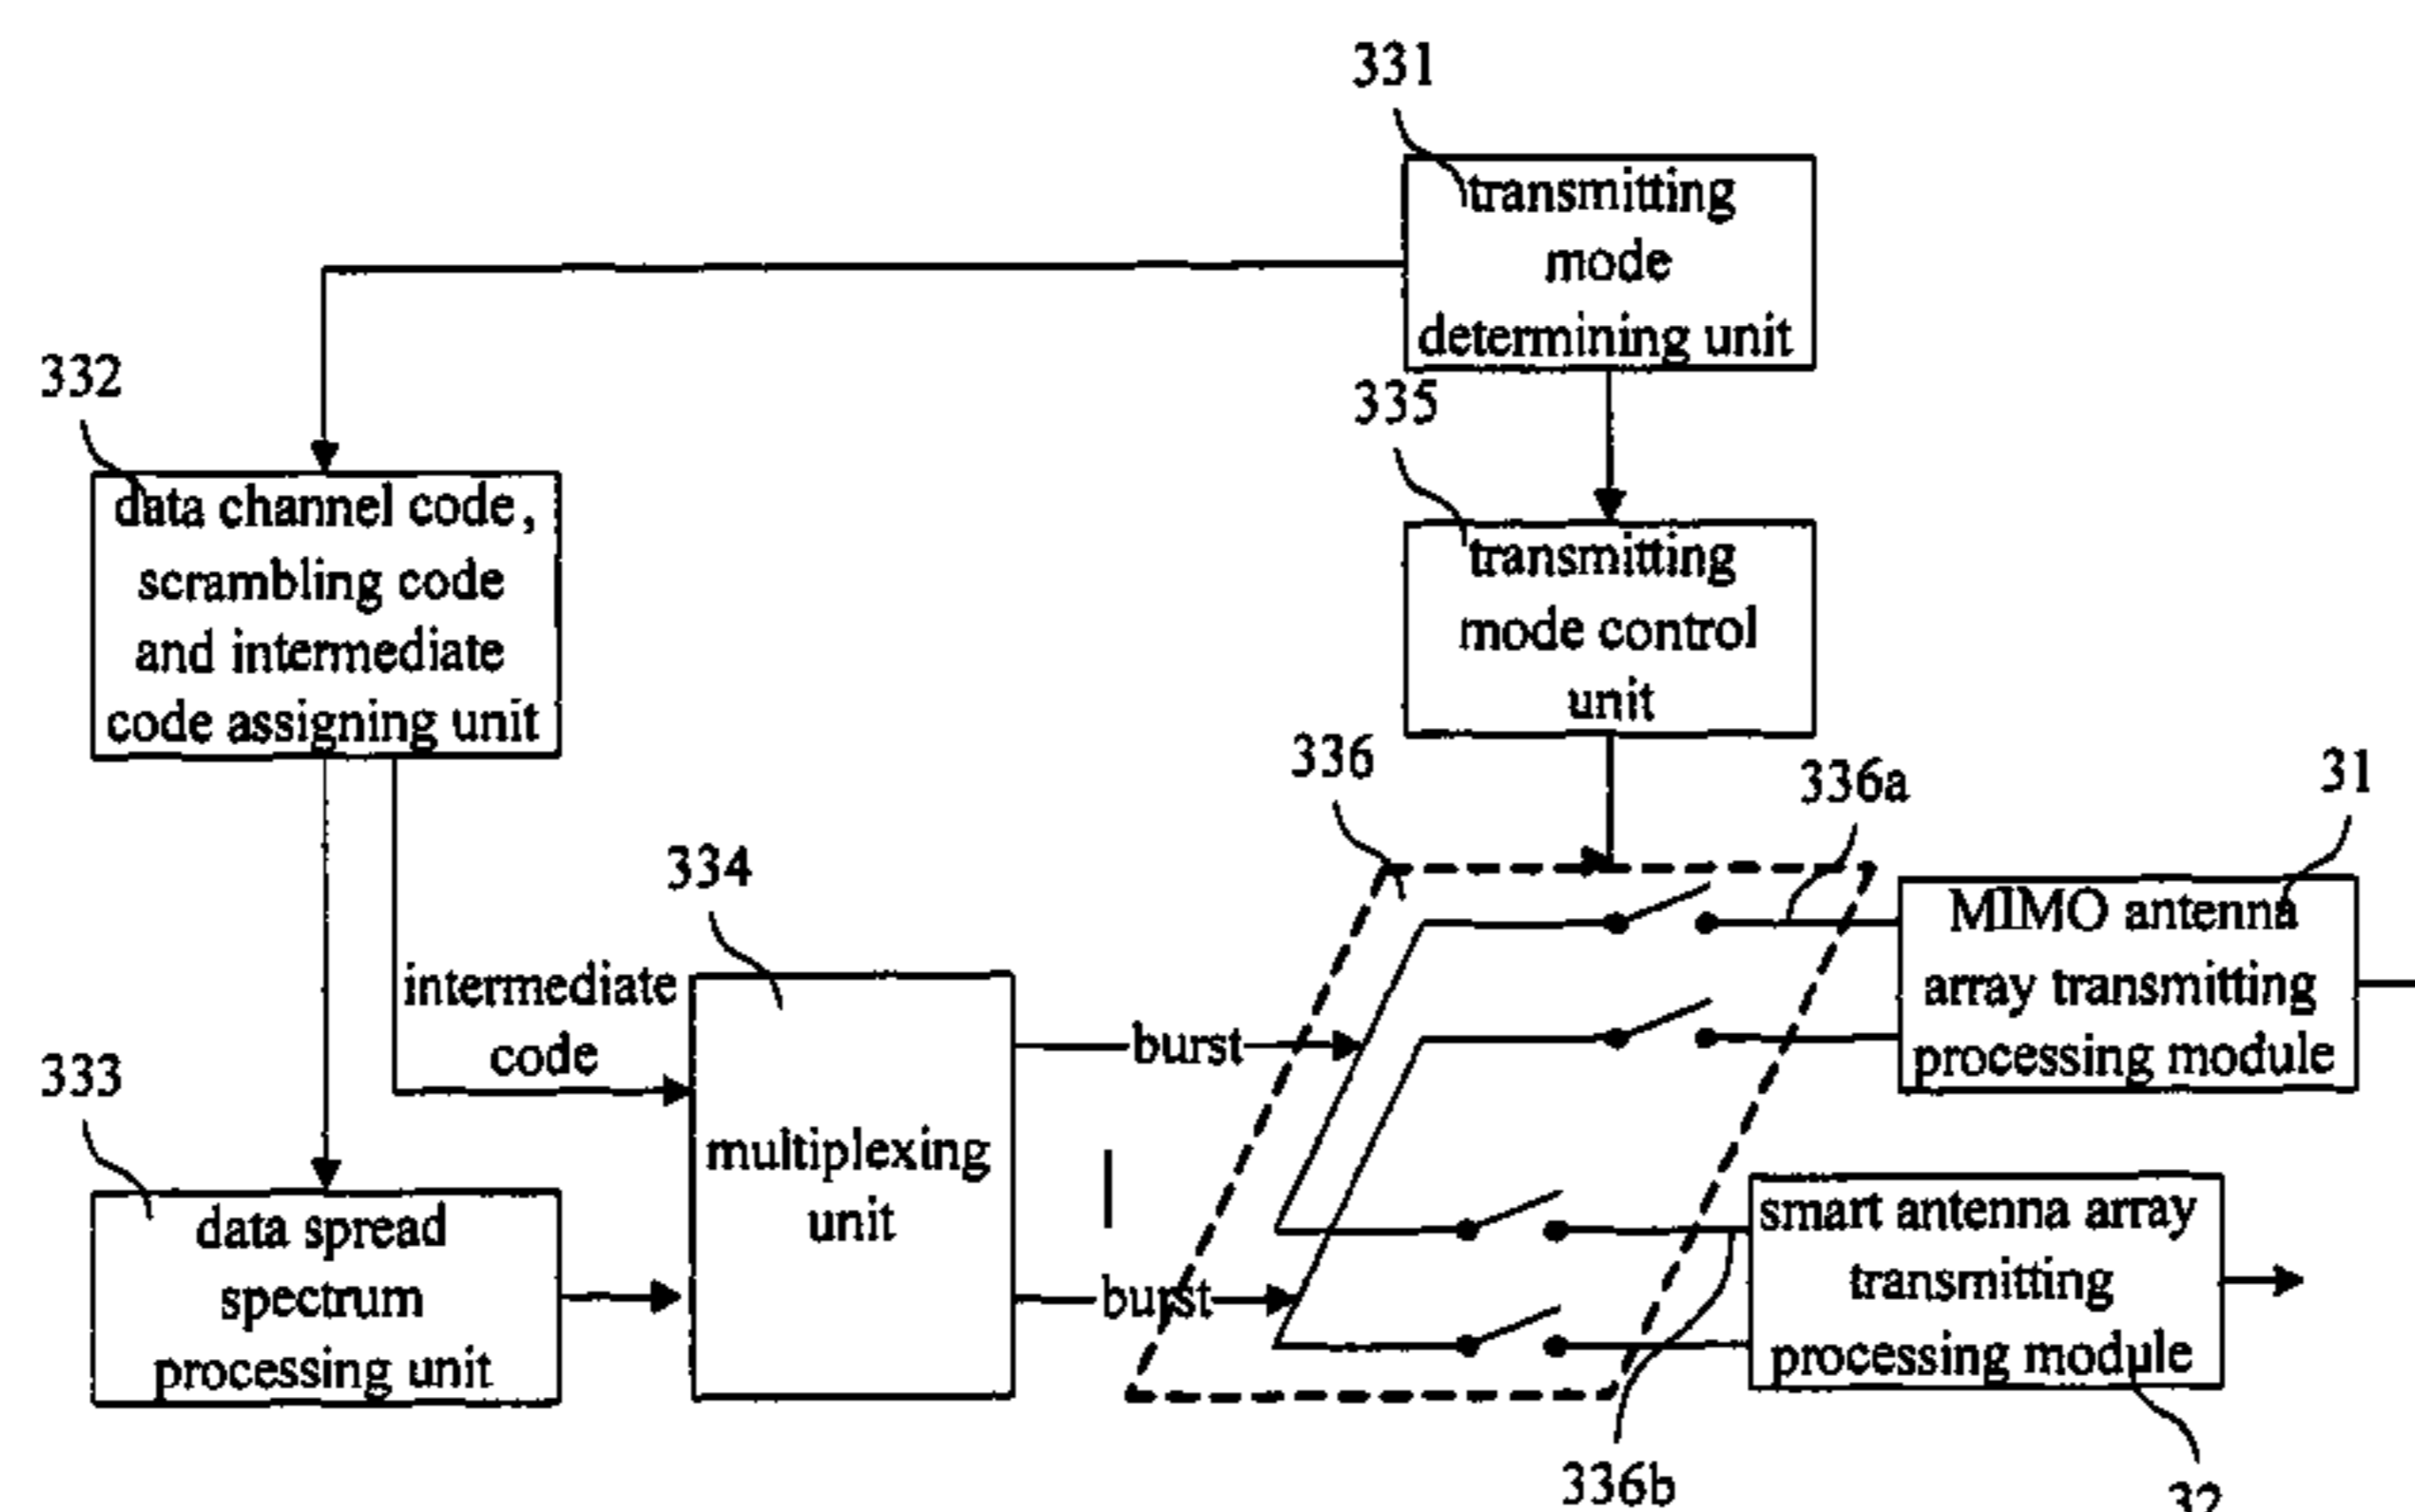 331
transmitting
mode
determining unit
332
335
data channel code,
scrambling code
and intermediate
code assigning unit
transmitting
mode control
unit
336
336a
31
334
MIMO antenna
array transmitting
processing module
intermediate
code
burst
333
multiplexing
unit
data spread
spectrum
processing unit
burst
smart antenna array
transmitting
processing module
336b
32